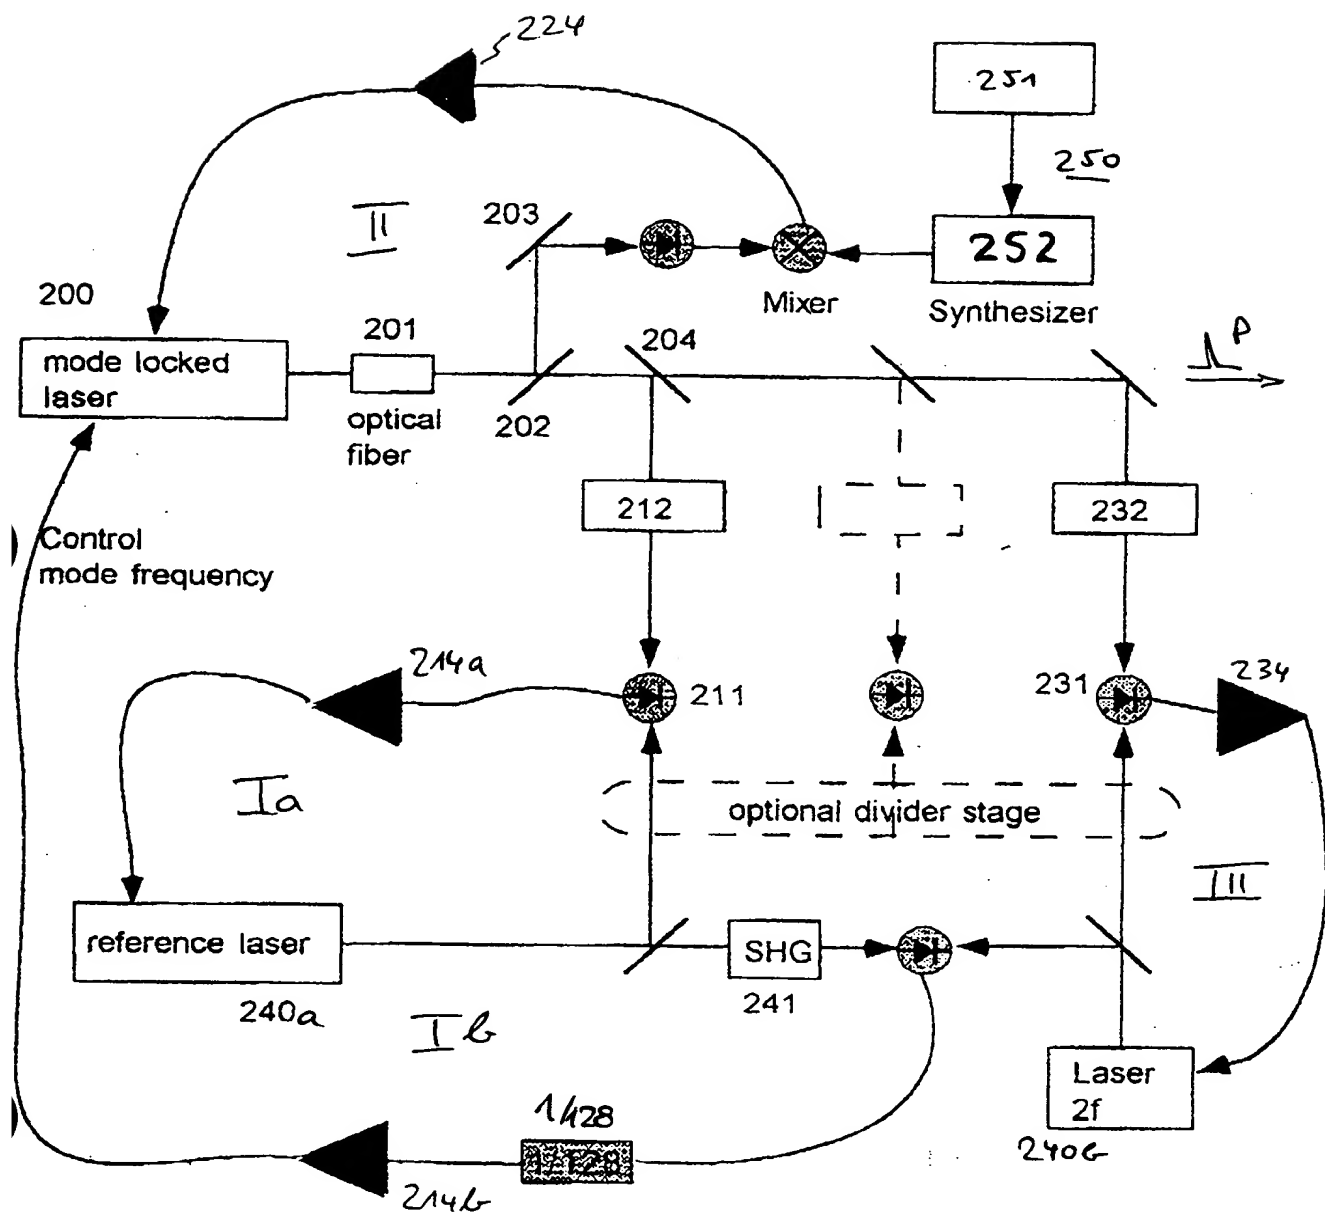 224
251
250
203
II
252
200
Mixer
Synthesizer
201
204
P
mode locked
laser
optical
fiber
202
212
232
Control
mode frequency
214a
234
211
231
Ia
optional divider stage
III
reference laser
SHG
240a
241
Ib
Laser
2f
1/128
1:128
240b
214b